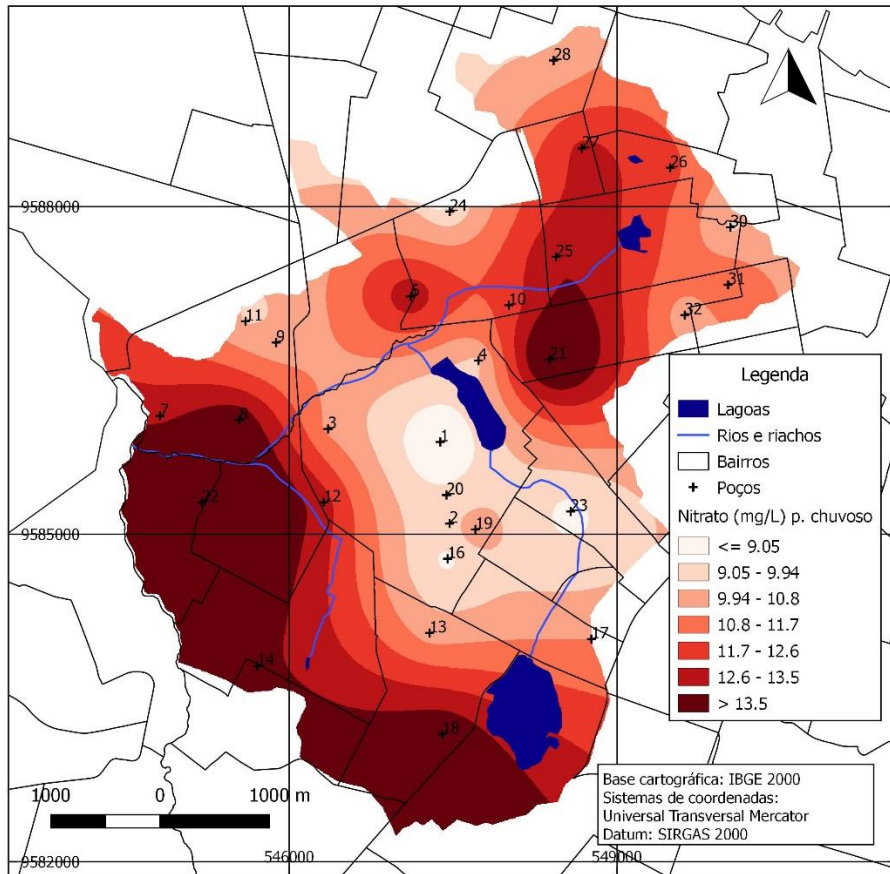 28
27
26
9588000
24
30
25
31
6
10
32
11
9
4
21
Legenda
Lagoas
Rios e riachos
Bairros
Poços
Nitrato (mg/L) p. chuvoso
<= 9.05
9.05 - 9.94
9.94 - 10.8
10.8 - 11.7
11.7 - 12.6
12.6 - 13.5
> 13.5
7
8
3
1
22
12
20
23
2
19
9585000
16
13
17
14
18
Base cartográfica: IBGE 2000
Sistemas de coordenadas:
Universal Transversal Mercator
Datum: SIRGAS 2000
1000 0 1000 m
9582000
546000
549000